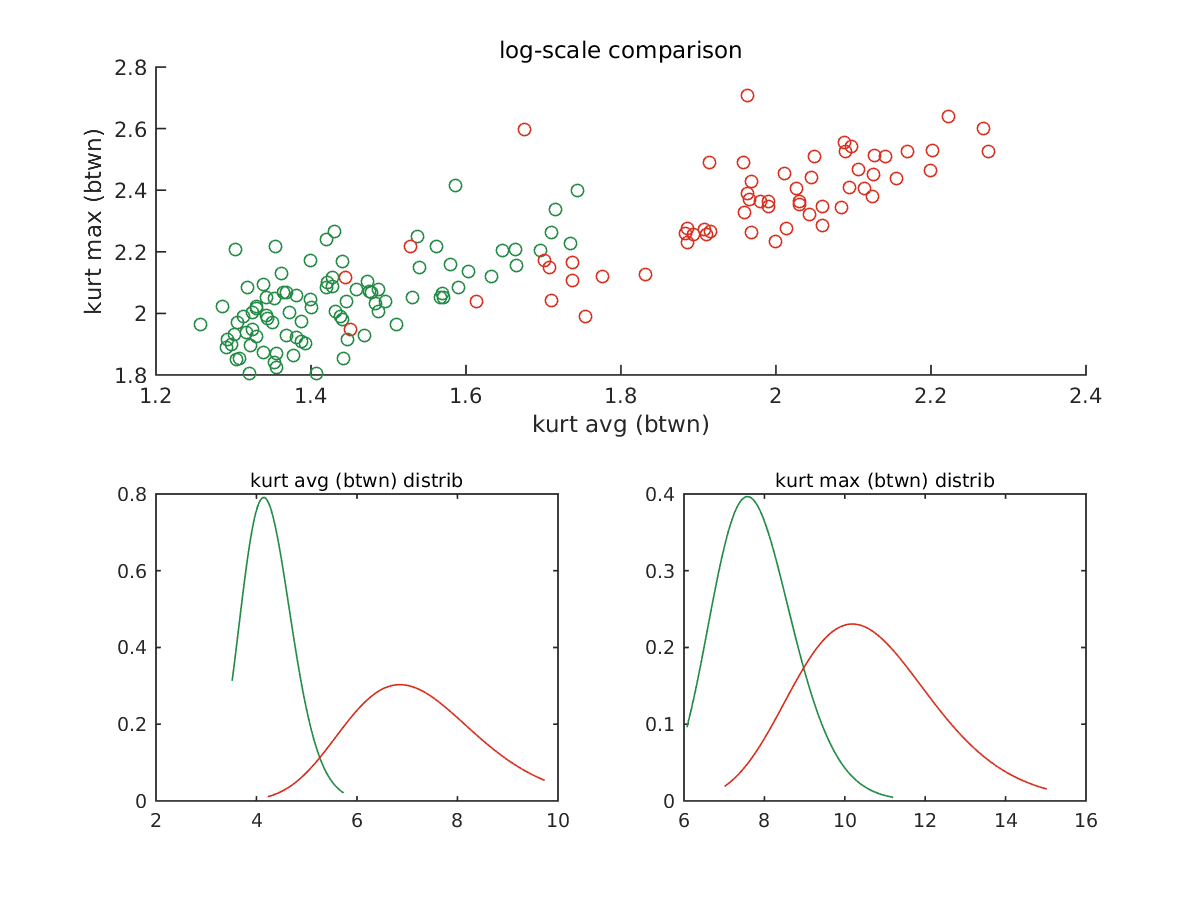 log-scale comparison
2.8
2.6
2.4
2.2
2
1.8
kurt max (btwn)
1.2 1.4 1.6 1.8 2 2.2 2.4
kurt avg (btwn)
kurt avg (btwn) distrib
0.8
0.6
0.4
0.2
0
2 4 6 8 10
kurt max (btwn) distrib
0.4
0.3
0.2
0.1
0
6 8 10 12 14 16